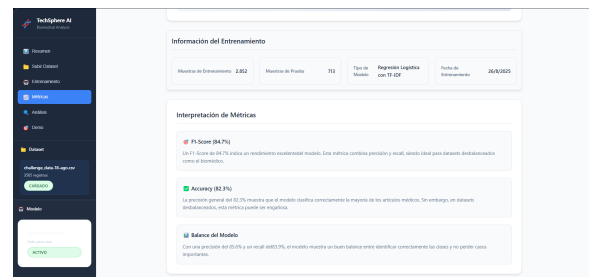 TechSphere AI
Biomedical Analysis
Resumen
Subir Dataset
Entrenamiento
Métricas
Análisis
Demo
Dataset
challenge_data-18-ago.csv
3565 registros
CARGADO
Modelo
ACTIVO
Información del Entrenamiento
Muestras de Entrenamiento 2.852
Muestras de Prueba 713
Tipo de Modelo Regresión Logística con TF-IDF
Fecha de Entrenamiento 26/8/2025
Interpretación de Métricas
F1-Score (84.7%)
Un F1-Score de 84.7% indica un rendimiento excelentedel modelo. Esta métrica combina precisión y recall, siendo ideal para datasets desbalanceados
como el biomédico.
Accuracy (82.3%)
La precisión general del 82.3% muestra que el modelo clasifica correctamente la mayoría de los artículos médicos. Sin embargo, en datasets
desbalanceados, esta métrica puede ser engañosa.
Balance del Modelo
Con una precisión del 85.6% y un recall del83.9%, el modelo muestra un buen balance entre identificar correctamente las clases y no perder casos
importantes.